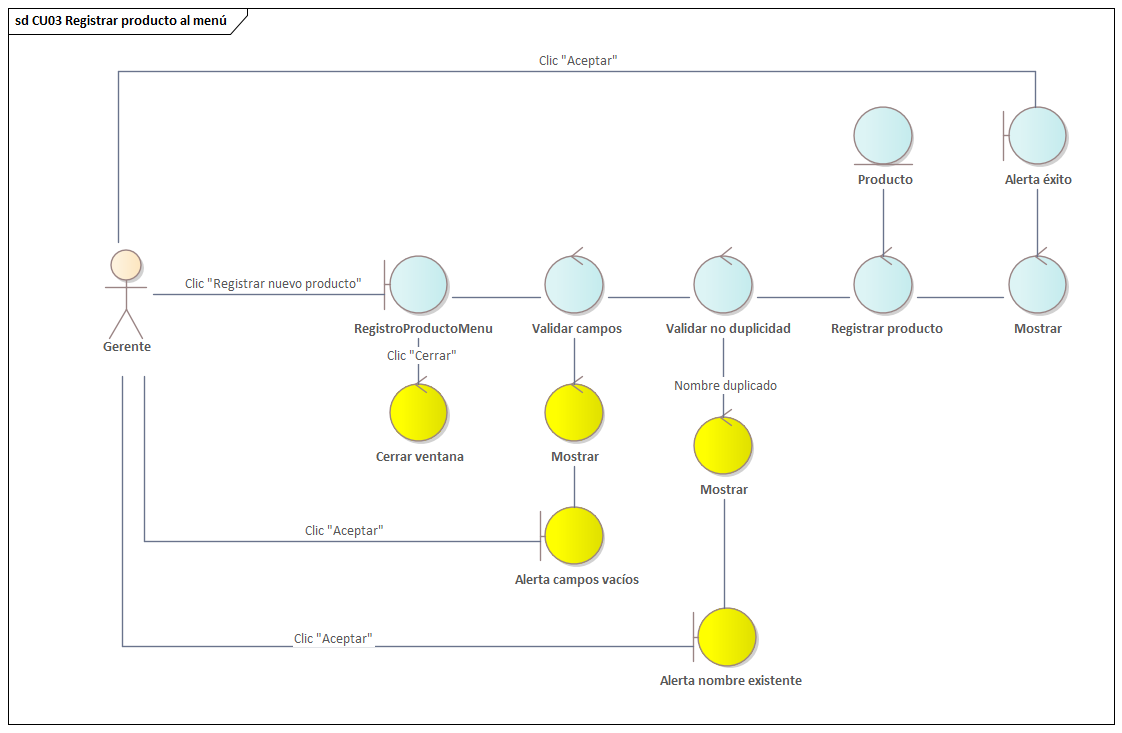 sd CU03 Registrar producto al menú
Clic "Aceptar"
Producto
Alerta éxito
Clic "Registrar nuevo producto"
Gerente
RegistroProductoMenu
Validar campos
Validar no duplicidad
Registrar producto
Mostrar
Clic "Cerrar"
Nombre duplicado
Cerrar ventana
Mostrar
Mostrar
Clic "Aceptar"
Alerta campos vacíos
Clic "Aceptar"
Alerta nombre existente